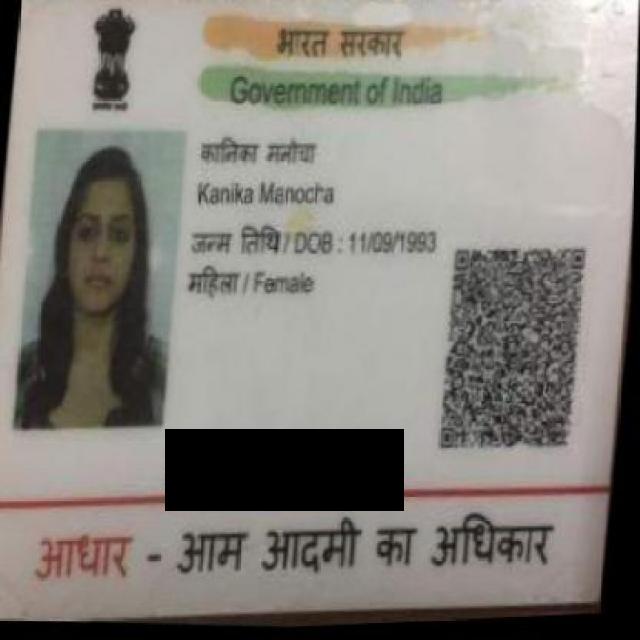 भारत सरकार
Government of India
कानिका मनोचा
Kanika Manocha
जन्म तिथि / DOB : 11/09/1993
महिला / Female
आधार - आम आदमी का अधिकार